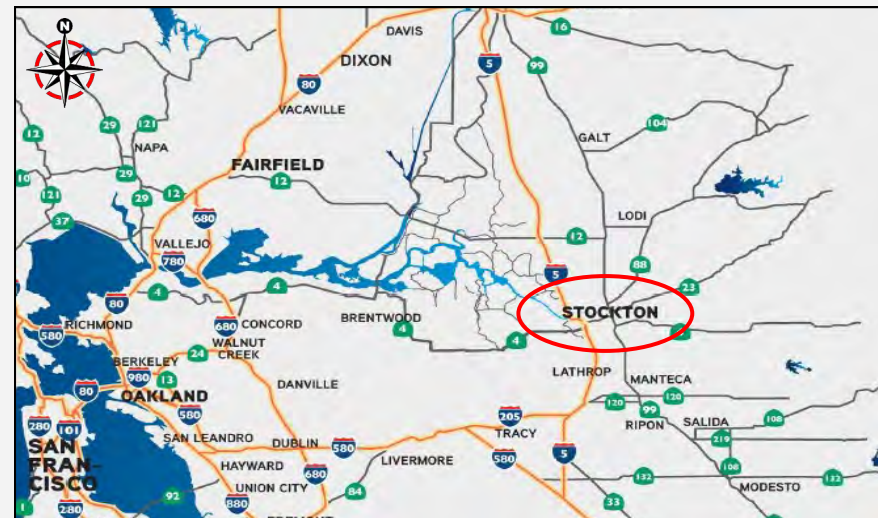 N
DAVIS
16
DIXON
5
99
80
VACAVILLE
29
121
12
104
GALT
NAPA
FAIRFIELD
29
12
12
121
29
LODI
37
680
12
VALLEJO
780
88
5
4
4
23
80
BRENTWOOD
STOCKTON
RICHMOND
580
680
CONCORD
4
4
WALNUT
CREEK
24
BERKELEY
980
13
LATHROP
MANTECA
80
DANVILLE
OAKLAND
120
120
99
580
205
RIPON
SALIDA
108
280
101
SAN LEANDRO
DUBLIN
580
TRACY
219
SAN
FRAN-
CISCO
HAYWARD
LIVERMORE
580
5
108
680
132
132
UNION CITY
84
MODESTO
92
880
33
1
280